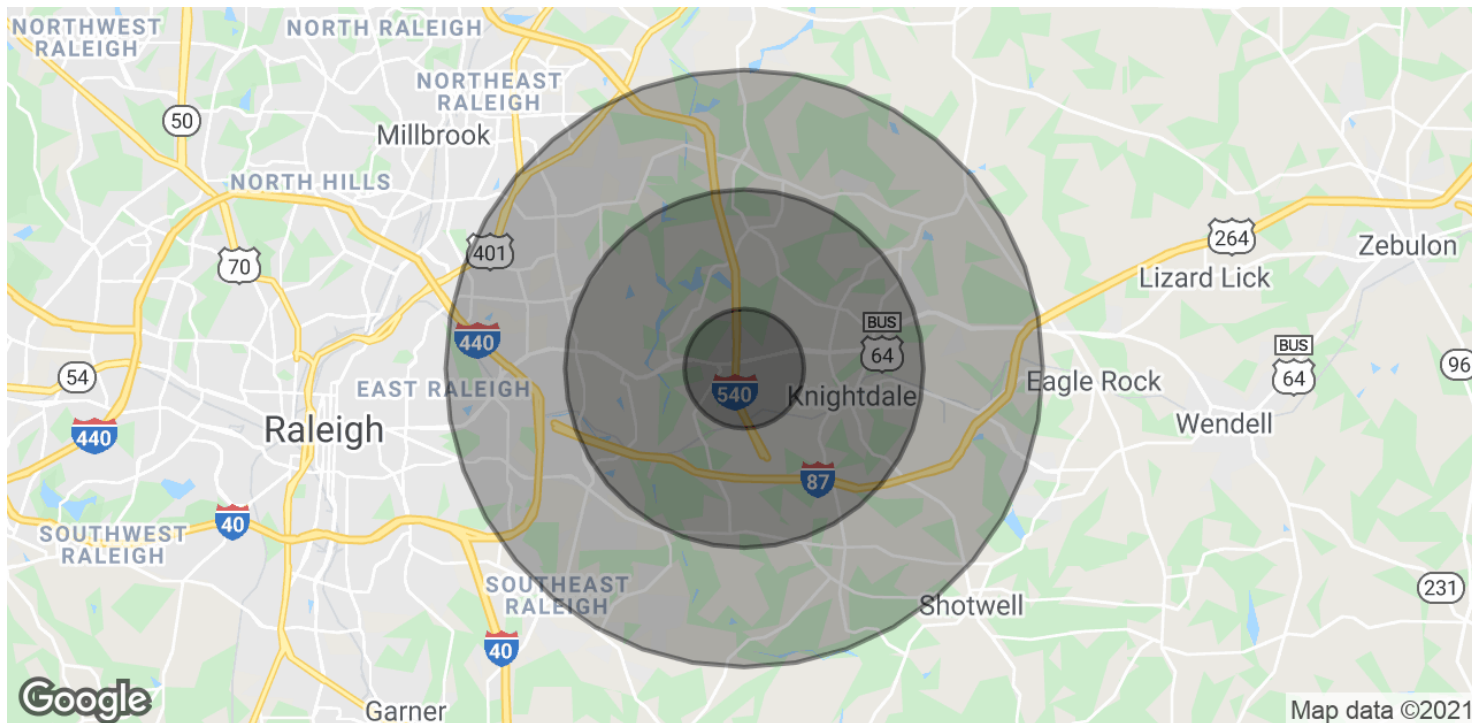 NORTHWEST
RALEIGH
NORTH RALEIGH
NORTHEAST
RALEIGH
50
Millbrook
NORTH HILLS
401
70
264
Zebulon
Lizard Lick
BUS
64
440
BUS
64
54
96
EAST RALEIGH
540
Knightdale
Eagle Rock
Raleigh
440
Wendell
87
40
SOUTHWEST
RALEIGH
SOUTHEAST
RALEIGH
231
Shotwell
40
Google
Garner
Map data ©2021